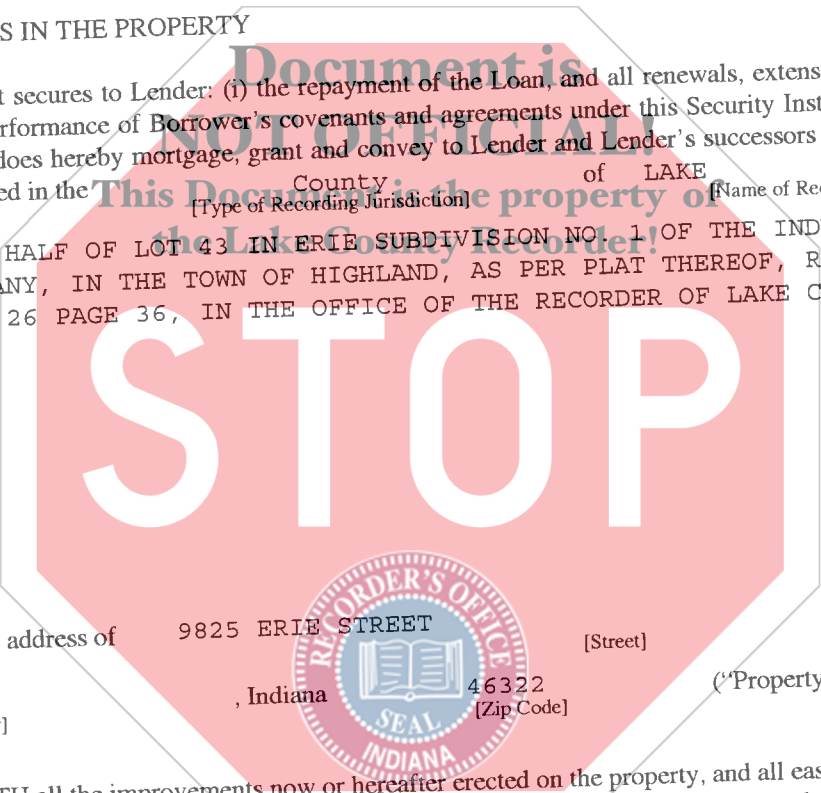 S IN THE PROPERTY
Document is
t secures to Lender: (i) the repayment of the Loan, and all renewals, extens
NOT OFFICIAL!
rformance of Borrower's covenants and agreements under this Security Inst
does hereby mortgage, grant and convey to Lender and Lender's successors
ed in the County of LAKE
This Document is the property of
[Type of Recording Jurisdiction] [Name of Rec
the Lake County Recorder!
HALF OF LOT 43 IN ERIE SUBDIVISION NO. 1 OF THE IND
ANY, IN THE TOWN OF HIGHLAND, AS PER PLAT THEREOF, R
26 PAGE 36, IN THE OFFICE OF THE RECORDER OF LAKE C
STOP
address of 9825 ERIE STREET
[Street]
, Indiana 46322 ("Property
[Zip Code]
]
RECORDER'S OFFICE
SEAL
INDIANA
all the improvements now or hereafter erected on the property, and all eas